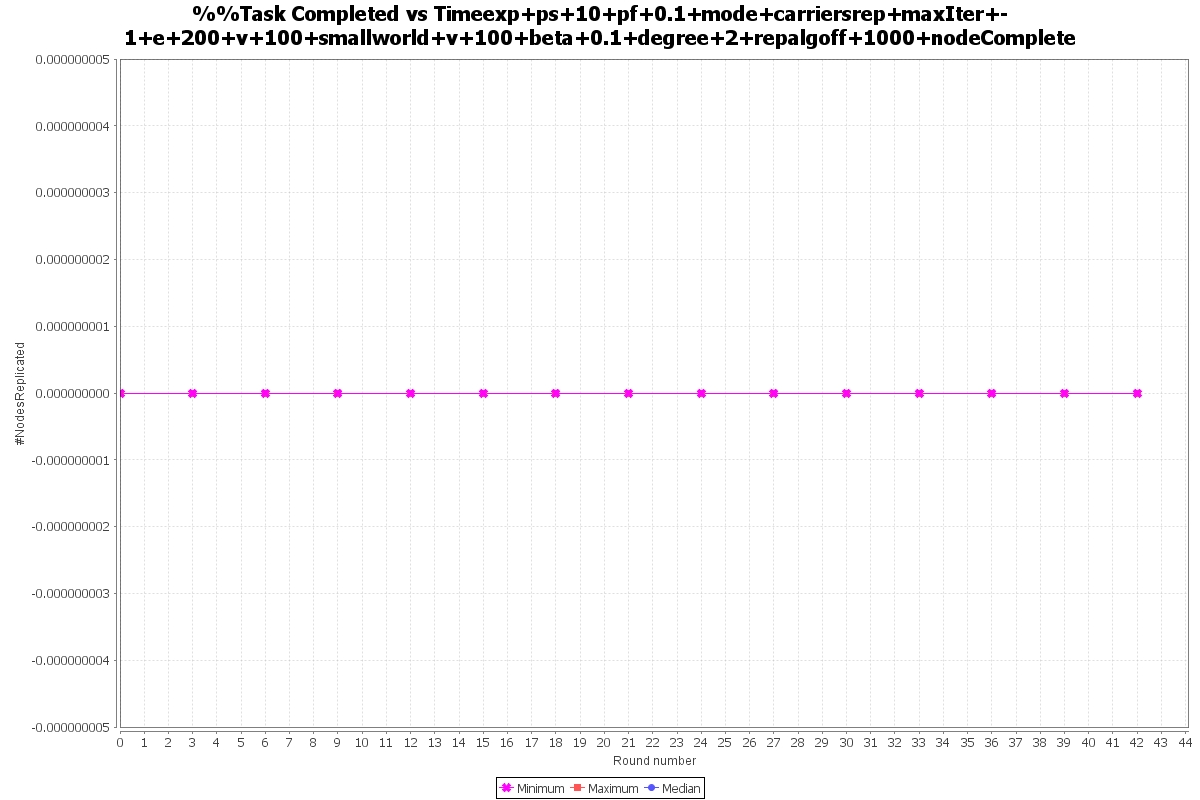 %%Task Completed vs Timeexp+ps+10+pf+0.1+mode+carriersrep+maxIter+-
1+e+200+v+100+smallworld+v+100+beta+0.1+degree+2+repalgoff+1000+nodeComplete
0.000000005
0.000000004
0.000000003
0.000000002
0.000000001
0.000000000
-0.000000001
-0.000000002
-0.000000003
-0.000000004
-0.000000005
#NodesReplicated
0 1 2 3 4 5 6 7 8 9 10 11 12 13 14 15 16 17 18 19 20 21 22 23 24 25 26 27 28 29 30 31 32 33 34 35 36 37 38 39 40 41 42 43 44
Round number
Minimum Maximum Median